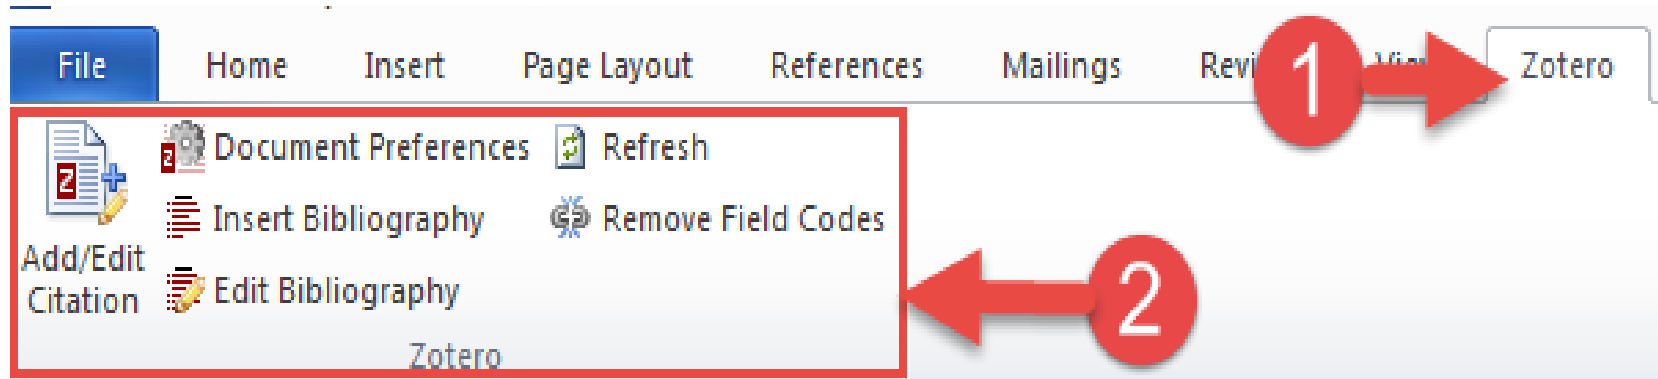 File Home Insert Page Layout References Mailings Zotero
1
Document Preferences Refresh
Insert Bibliography Remove Field Codes
Add/Edit
Citation
Edit Bibliography
2
Zotero